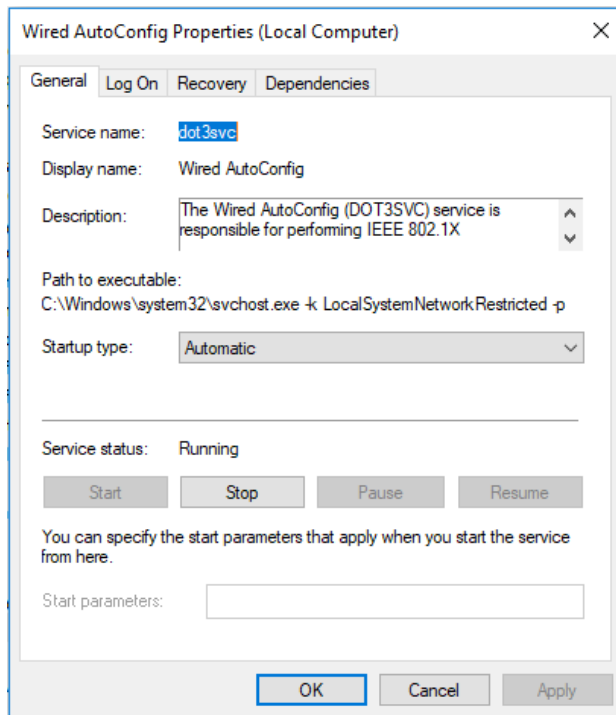 Wired AutoConfig Properties (Local Computer)
General Log On Recovery Dependencies
Service name: dot3svc
Display name: Wired AutoConfig
Description: The Wired AutoConfig (DOT3SVC) service is
responsible for performing IEEE 802.1X
Path to executable:
C:\Windows\system32\svchost.exe -k LocalSystemNetworkRestricted -p
Startup type: Automatic
Service status: Running
Start Stop Pause Resume
You can specify the start parameters that apply when you start the service
from here.
Start parameters:
OK Cancel Apply